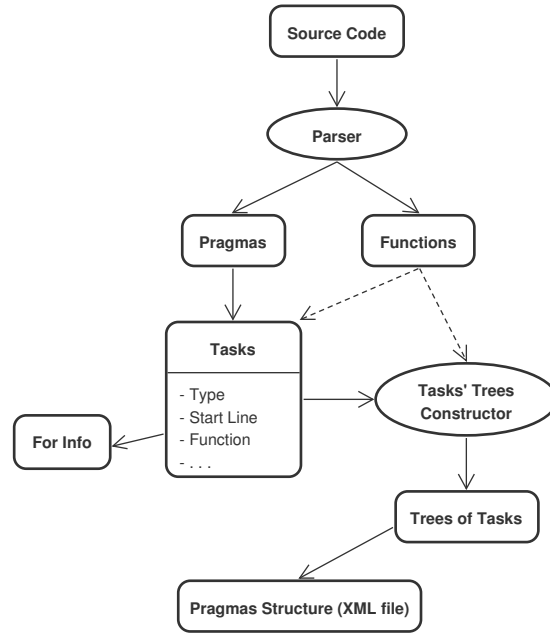 Source Code
Parser
Pragmas
Functions
Tasks
- Type
- Start Line
- Function
- . . .
Tasks' Trees
Constructor
For Info
Trees of Tasks
Pragmas Structure (XML file)